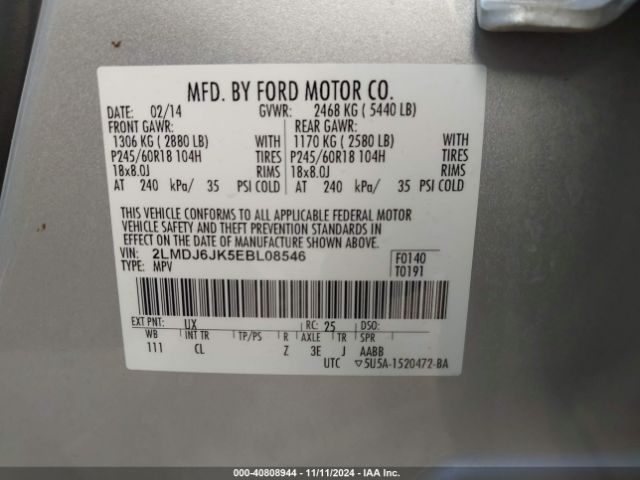 MFD. BY FORD MOTOR CO.
DATE: 02/14 GVWR: 2468 KG ( 5440 LB)
FRONT GAWR: REAR GAWR:
1306 KG ( 2880 LB) WITH 1170 KG ( 2580 LB) WITH
P245/60R18 104H TIRES P245/60R18 104H TIRES
18x8.0J RIMS 18x8.0J RIMS
AT 240 kPa/ 35 PSI COLD AT 240 kPa/ 35 PSI COLD
THIS VEHICLE CONFORMS TO ALL APPLICABLE FEDERAL MOTOR
VEHICLE SAFETY AND THEFT PREVENTION STANDARDS IN
EFFECT ON THE DATE OF MANUFACTURE SHOWN ABOVE.
VIN: 2LMDJ6JK5EBL08546 F0140
TYPE: MPV T0191
EXT PNT: UX RC: 25 DSO:
WB INT TR TP/PS R AXLE TR SPR
111 CL Z 3E J AABB
UTC ▽5U5A-1520472-BA
© STOCK: 40808944 - 11/11/2024 - IAA Inc.